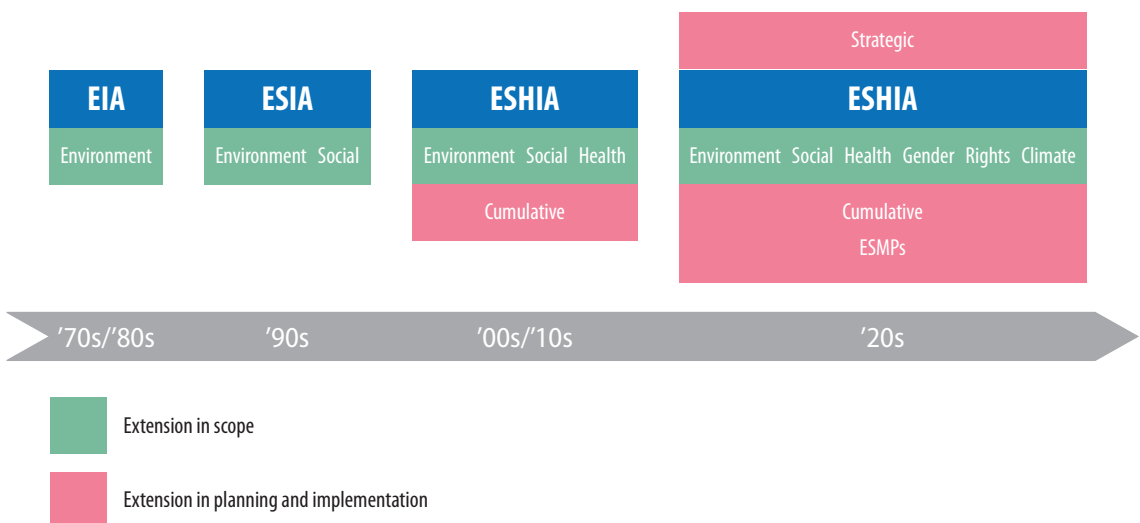 Strategic
EIA
ESIA
ESHIA
ESHIA
Environment
Environment Social
Environment Social Health
Environment Social Health Gender Rights Climate
Cumulative
Cumulative
ESMPs
’70s/’80s
’90s
’00s/’10s
’20s
Extension in scope
Extension in planning and implementation